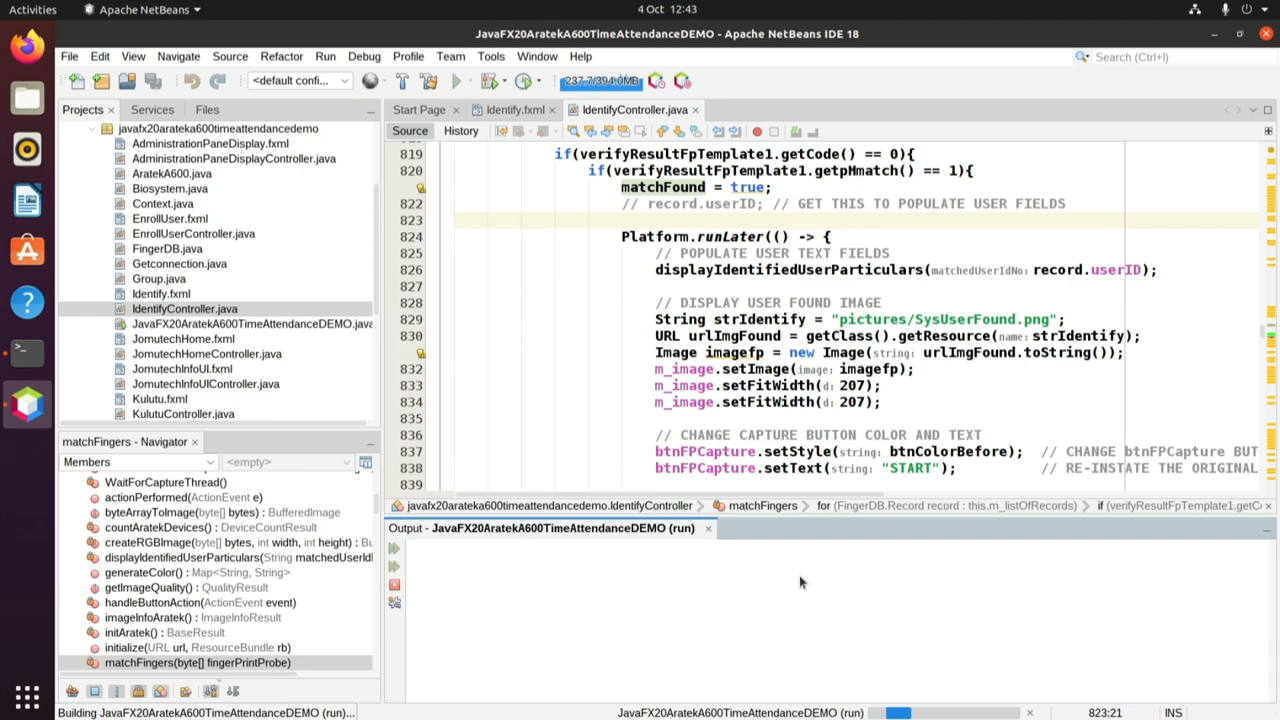 Activities
Apache NetBeans
4 Oct 12:43
JavaFX20AratekA600TimeAttendanceDEMO - Apache NetBeans IDE 18
File Edit View Navigate Source Refactor Run Debug Profile Team Tools Window Help
Search (Ctrl+I)
<default confi...
237.7/394.0MB
Projects
Services
Files
javafx20arateka600timeattendancedemo
AdministrationPaneDisplay.fxml
AdministrationPaneDisplayController.java
AratekA600.java
Biosystem.java
Context.java
EnrollUser.fxml
EnrollUserController.java
FingerDB.java
Getconnection.java
Group.java
Identify.fxml
IdentifyController.java
JavaFX20AratekA600TimeAttendanceDEMO.java
JomutechHome.fxml
JomutechHomeController.java
JomutechInfoUI.fxml
JomutechInfoUIController.java
Kulutu.fxml
KulutuController.java
matchFingers - Navigator
Members
<empty>
WaitForCaptureThread()
actionPerformed(ActionEvent e)
byteArrayToImage(byte[] bytes) : BufferedImage
countAratekDevices() : DeviceCountResult
createRGBImage(byte[] bytes, int width, int height) : Bu
displayIdentifiedUserParticulars(String matchedUserId
generateColor() : Map<String, String>
getImageQuality() : QualityResult
handleButtonAction(ActionEvent event)
imageInfoAratek() : ImageInfoResult
initAratek() : BaseResult
initialize(URL url, ResourceBundle rb)
matchFingers(byte[] fingerPrintProbe)
Start Page
Identify.fxml
IdentifyController.java
Source
History
819 if(verifyResultFpTemplate1.getCode() == 0){
820 if(verifyResultFpTemplate1.getpMmatch() == 1){
matchFound = true;
822 // record.userID; // GET THIS TO POPULATE USER FIELDS
823
824 Platform.runLater(() -> {
825 // POPULATE USER TEXT FIELDS
826 displayIdentifiedUserParticulars(matchedUserIdNo: record.userID);
827
828 // DISPLAY USER FOUND IMAGE
829 String strIdentify = "pictures/SysUserFound.png";
830 URL urlImgFound = getClass().getResource(name: strIdentify);
Image imagefp = new Image(string: urlImgFound.toString());
832 m_image.setImage(image: imagefp);
833 m_image.setFitWidth(d: 207);
834 m_image.setFitWidth(d: 207);
835
836 // CHANGE CAPTURE BUTTON COLOR AND TEXT
837 btnFPCapture.setStyle(string: btnColorBefore); // CHANGE btnFPCapture BUT
838 btnFPCapture.setText(string: "START"); // RE-INSTATE THE ORIGINAL
839
javafx20arateka600timeattendancedemo.IdentifyController
matchFingers
for (FingerDB.Record record : this.m_listOfRecords)
if (verifyResultFpTemplate1.getCo
Output - JavaFX20AratekA600TimeAttendanceDEMO (run)
Building JavaFX20AratekA600TimeAttendanceDEMO (run)...
JavaFX20AratekA600TimeAttendanceDEMO (run)
823:21
INS